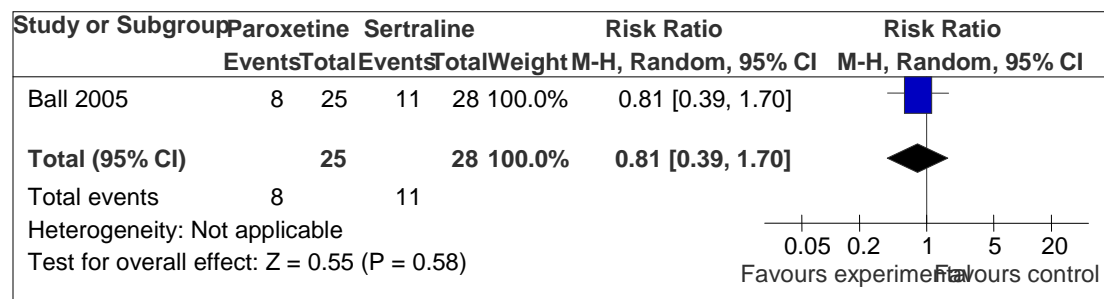 Study or Subgroup Paroxetine Sertraline Risk Ratio Risk Ratio
Events Total Events Total Weight M-H, Random, 95% CI M-H, Random, 95% CI
Ball 2005 8 25 11 28 100.0% 0.81 [0.39, 1.70]
Total (95% CI) 25 28 100.0% 0.81 [0.39, 1.70]
Total events 8 11
Heterogeneity: Not applicable
Test for overall effect: Z = 0.55 (P = 0.58)
0.05 0.2 1 5 20
Favours experimental Favours control